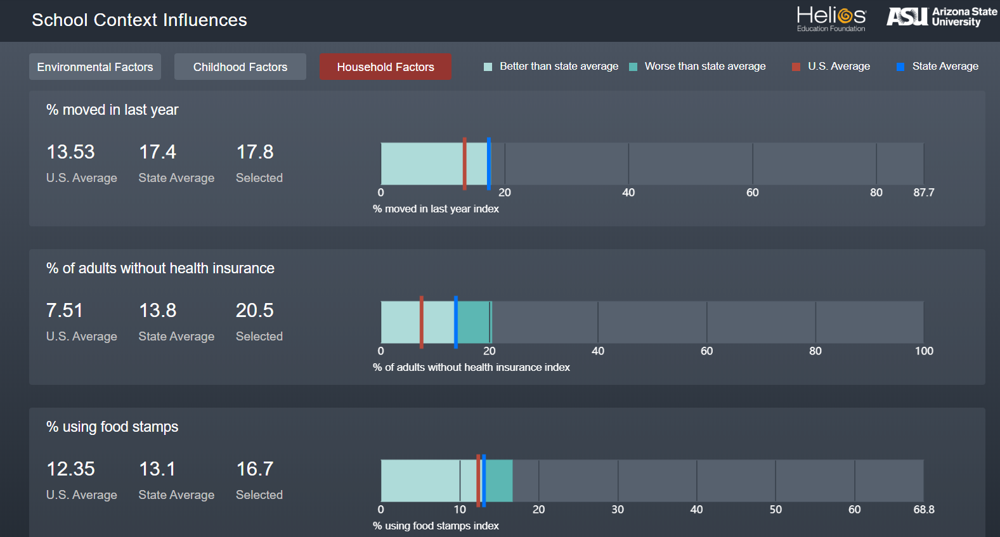 School Context Influences
Helios
Education Foundation
ASU Arizona State
University
Environmental Factors
Childhood Factors
Household Factors
Better than state average
Worse than state average
U.S. Average
State Average
% moved in last year
13.53
17.4
17.8
U.S. Average
State Average
Selected
0
20
40
60
80
87.7
% moved in last year index
% of adults without health insurance
7.51
13.8
20.5
U.S. Average
State Average
Selected
0
20
40
60
80
100
% of adults without health insurance index
% using food stamps
12.35
13.1
16.7
U.S. Average
State Average
Selected
0
10
20
30
40
50
60
68.8
% using food stamps index